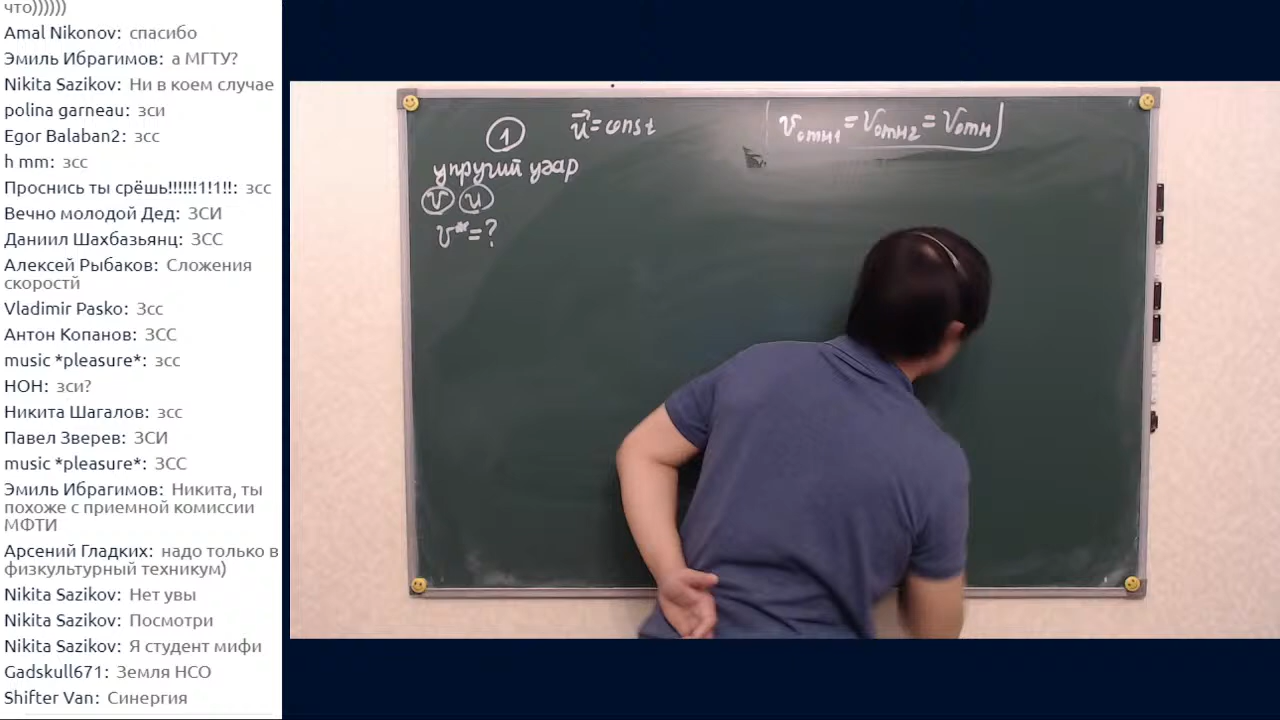 что))))))
Amal Nikonov: спасибо
Эмиль Ибрагимов: а МГТУ?
Nikita Sazikov: Ни в коем случае
polina garneau: зси
Egor Balaban2: зсс
h mm: зсс
Проснись ты срёшь!!!!!!1!1!!: зсс
Вечно молодой Дед: ЗСИ
Даниил Шахбазьянц: ЗСС
Алексей Рыбаков: Сложения
скоростй
Vladimir Pasko: Зсс
Антон Копанов: ЗСС
music *pleasure*: зсс
НОН: зси?
Никита Шагалов: зсс
Павел Зверев: ЗСИ
music *pleasure*: ЗСС
Эмиль Ибрагимов: Никита, ты
похоже с приемной комиссии
МФТИ
Арсений Гладких: надо только в
физкультурный техникум)
Nikita Sazikov: Нет увы
Nikita Sazikov: Посмотри
Nikita Sazikov: Я студент мифи
Gadskull671: Земля НСО
Shifter Van: Синергия
1 u⃗=const
упругий удар
v u
v*=?
vотн1=vотн2=vотн